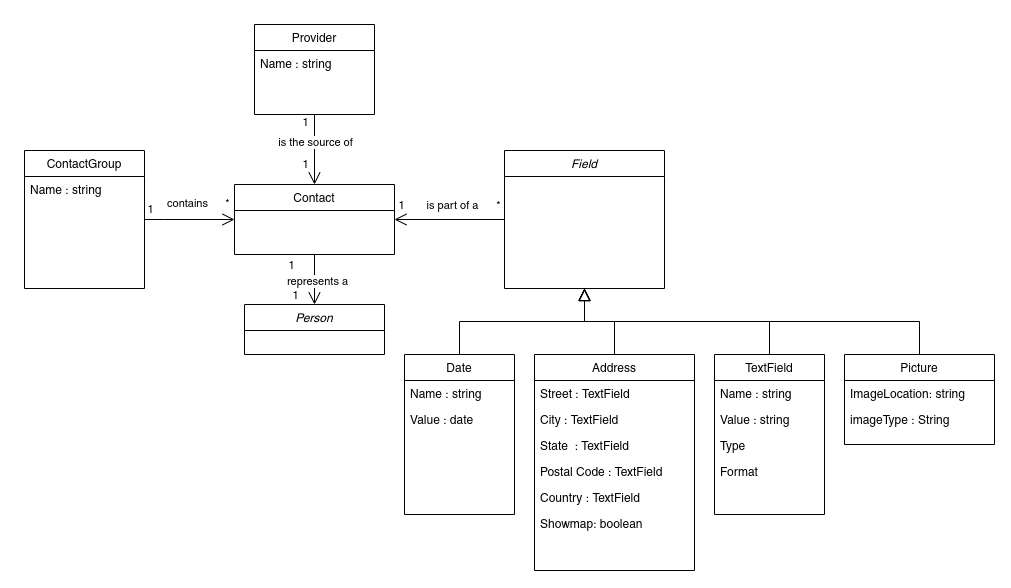 Provider
Name : string
1
is the source of
1
ContactGroup
Name : string
1
contains
*
Contact
1
is part of a
*
Field
1
represents a
1
Person
Date
Name : string
Value : date
Address
Street : TextField
City : TextField
State : TextField
Postal Code : TextField
Country : TextField
Showmap: boolean
TextField
Name : string
Value : string
Type
Format
Picture
ImageLocation: string
imageType : String